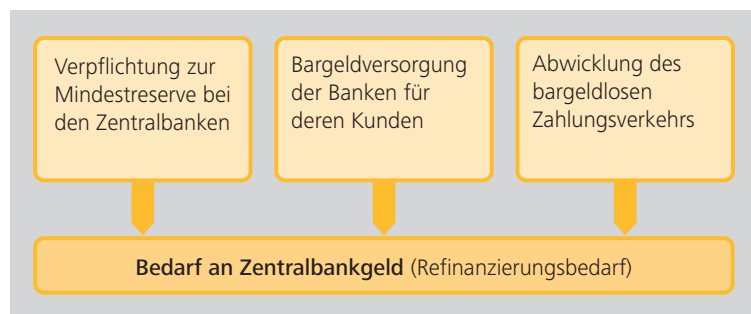 Verpflichtung zur
Mindestreserve bei
den Zentralbanken
Bargeldversorgung
der Banken für
deren Kunden
Abwicklung des
bargeldlosen
Zahlungsverkehrs
Bedarf an Zentralbankgeld (Refinanzierungsbedarf)